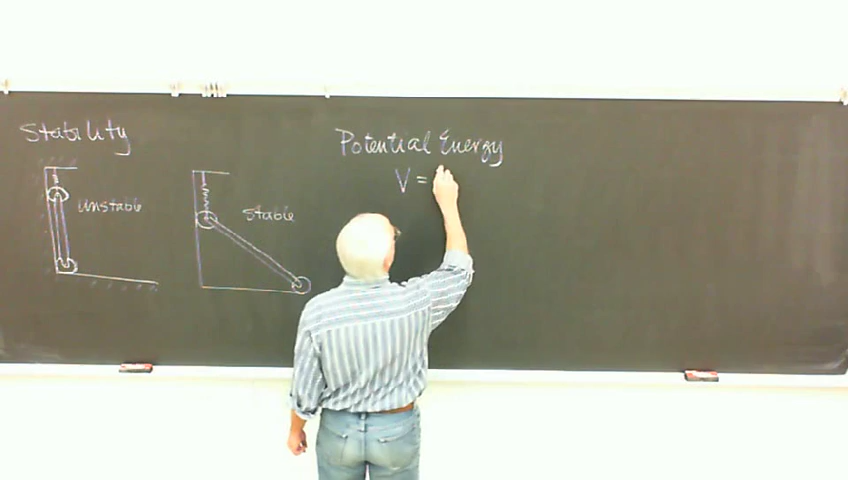 Stability
Unstable
Stable
Potential Energy
V =